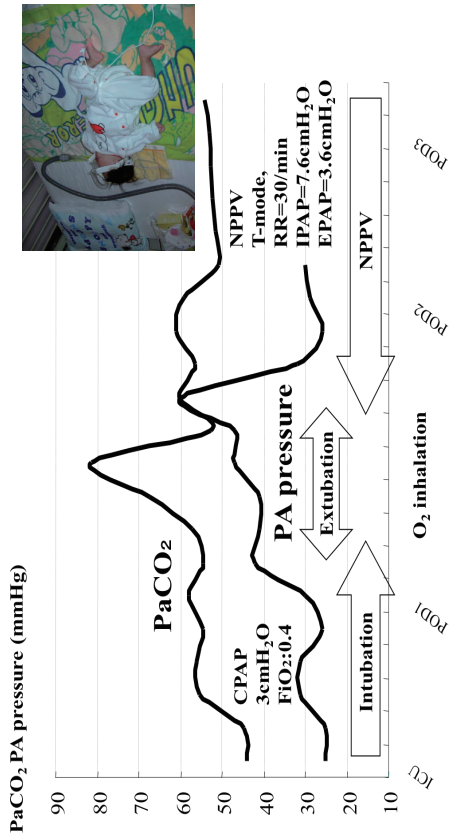 PaCO₂ PA pressure (mmHg)
90
80
70
60
50
40
30
20
10
PaCO₂
PA pressure
CPAP
3cmH₂O
FiO₂:0.4
NPPV
T-mode,
RR=30/min
IPAP=7.6cmH₂O
EPAP=3.6cmH₂O
Intubation
Extubation
NPPV
O₂ inhalation
ICU
POD1
POD2
POD3